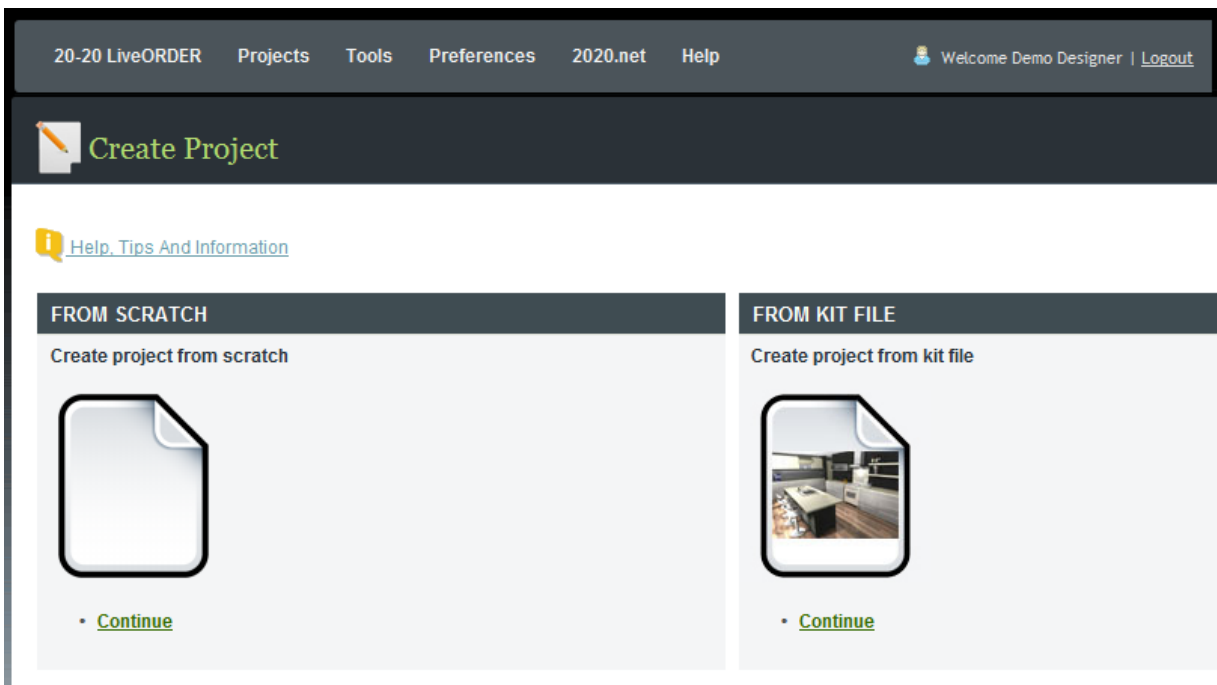 20-20 LiveORDER Projects Tools Preferences 2020.net Help Welcome Demo Designer | Logout
Create Project
Help, Tips And Information
FROM SCRATCH
Create project from scratch
• Continue
FROM KIT FILE
Create project from kit file
• Continue